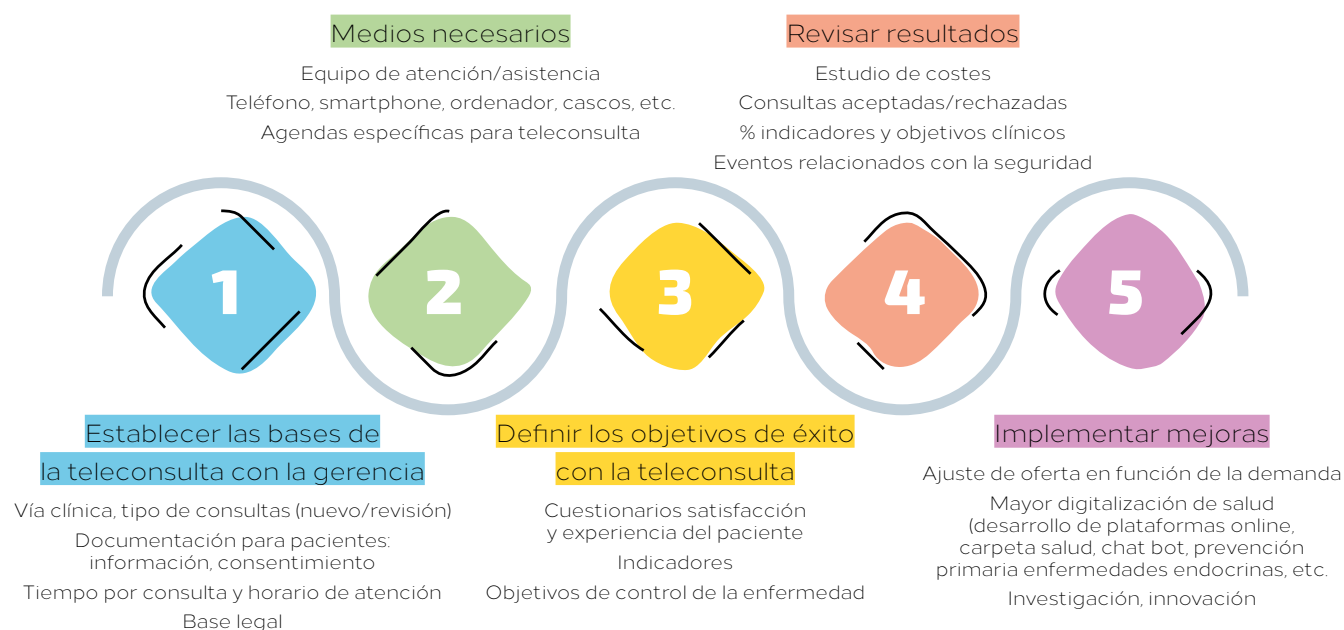 Medios necesarios
Equipo de atención/asistencia
Teléfono, smartphone, ordenador, cascos, etc.
Agendas específicas para teleconsulta
Revisar resultados
Estudio de costes
Consultas aceptadas/rechazadas
% indicadores y objetivos clínicos
Eventos relacionados con la seguridad
1
2
3
4
5
Establecer las bases de
la teleconsulta con la gerencia
Vía clínica, tipo de consultas (nuevo/revisión)
Documentación para pacientes:
información, consentimiento
Tiempo por consulta y horario de atención
Base legal
Definir los objetivos de éxito
con la teleconsulta
Cuestionarios satisfacción
y experiencia del paciente
Indicadores
Objetivos de control de la enfermedad
Implementar mejoras
Ajuste de oferta en función de la demanda
Mayor digitalización de salud
(desarrollo de plataformas online,
carpeta salud, chat bot, prevención
primaria enfermedades endocrinas, etc.
Investigación, innovación